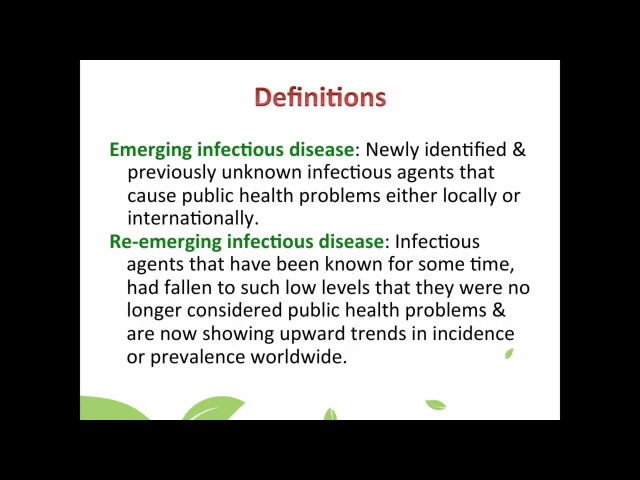 Definitions
Emerging infectious disease: Newly identified &
previously unknown infectious agents that
cause public health problems either locally or
internationally.
Re-emerging infectious disease: Infectious
agents that have been known for some time,
had fallen to such low levels that they were no
longer considered public health problems &
are now showing upward trends in incidence
or prevalence worldwide.